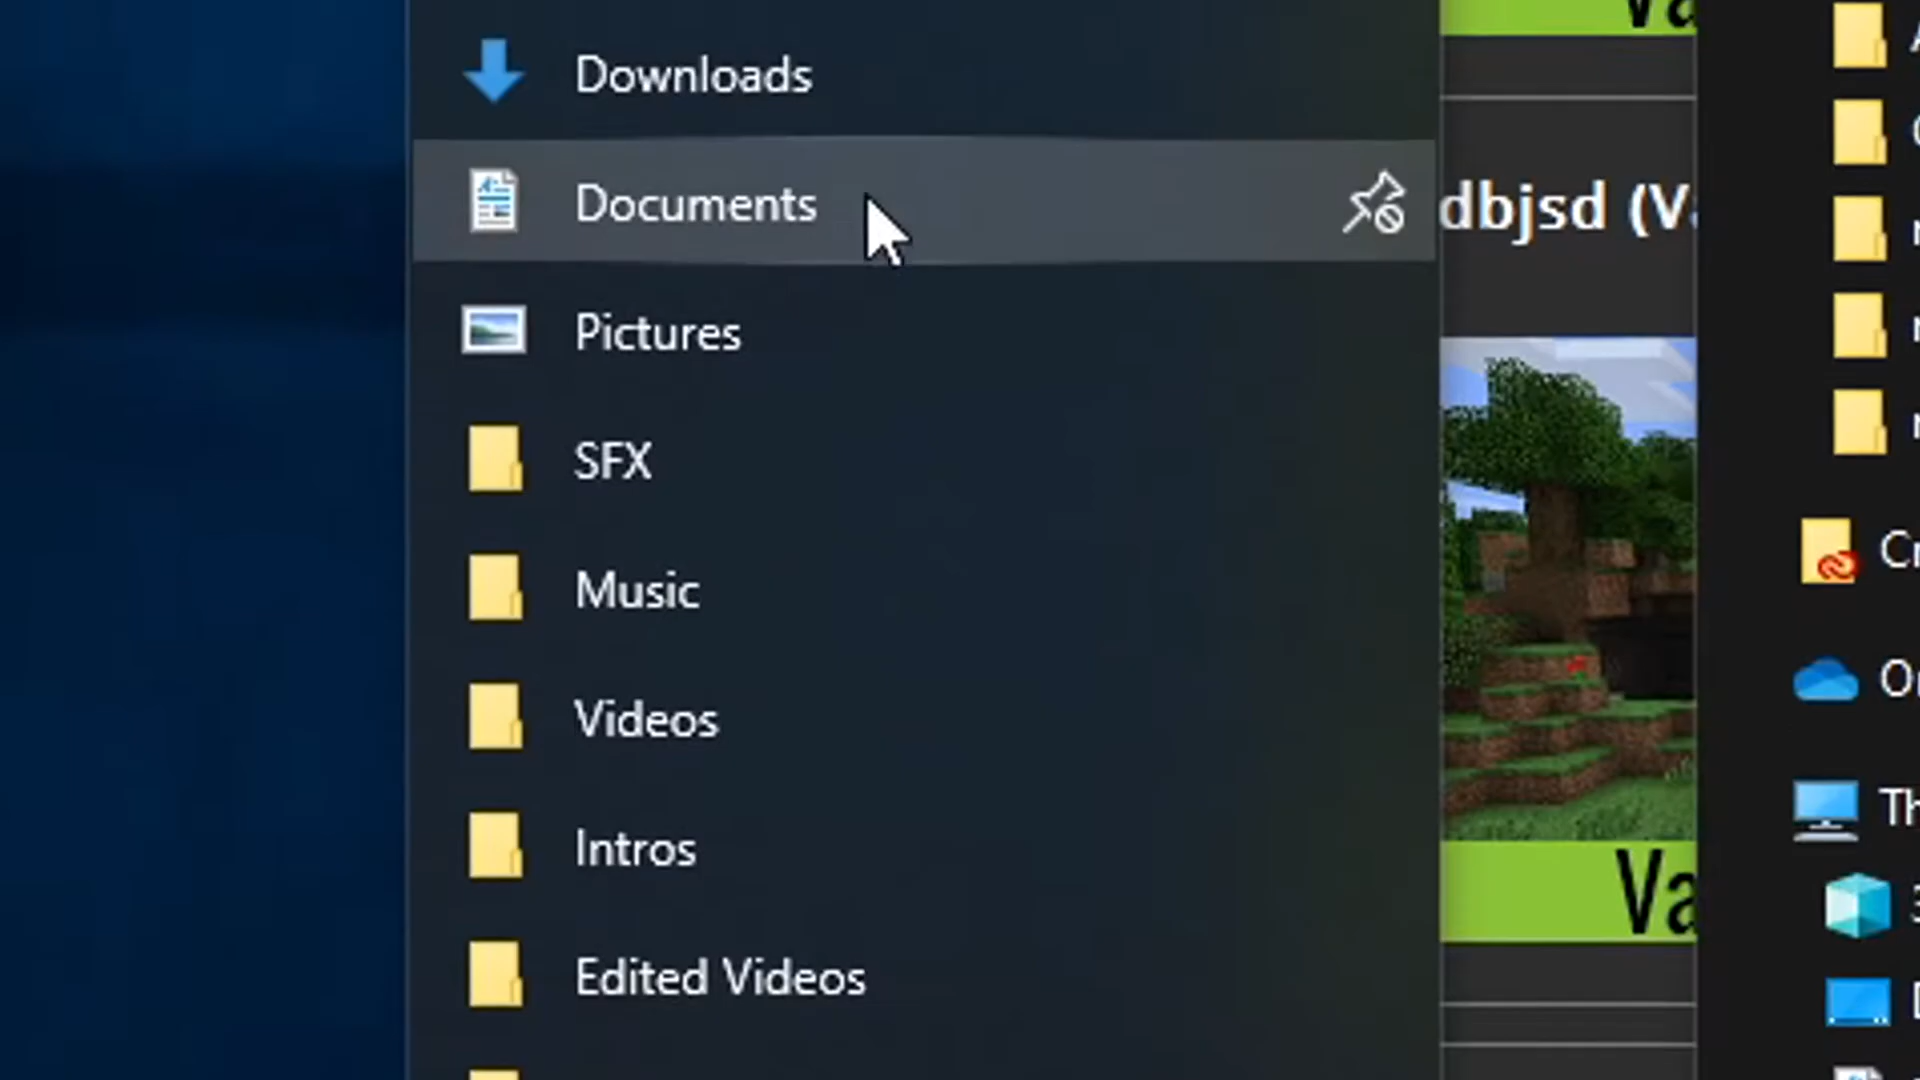 Downloads
Documents
Pictures
SFX
Music
Videos
Intros
Edited Videos
dbjsd